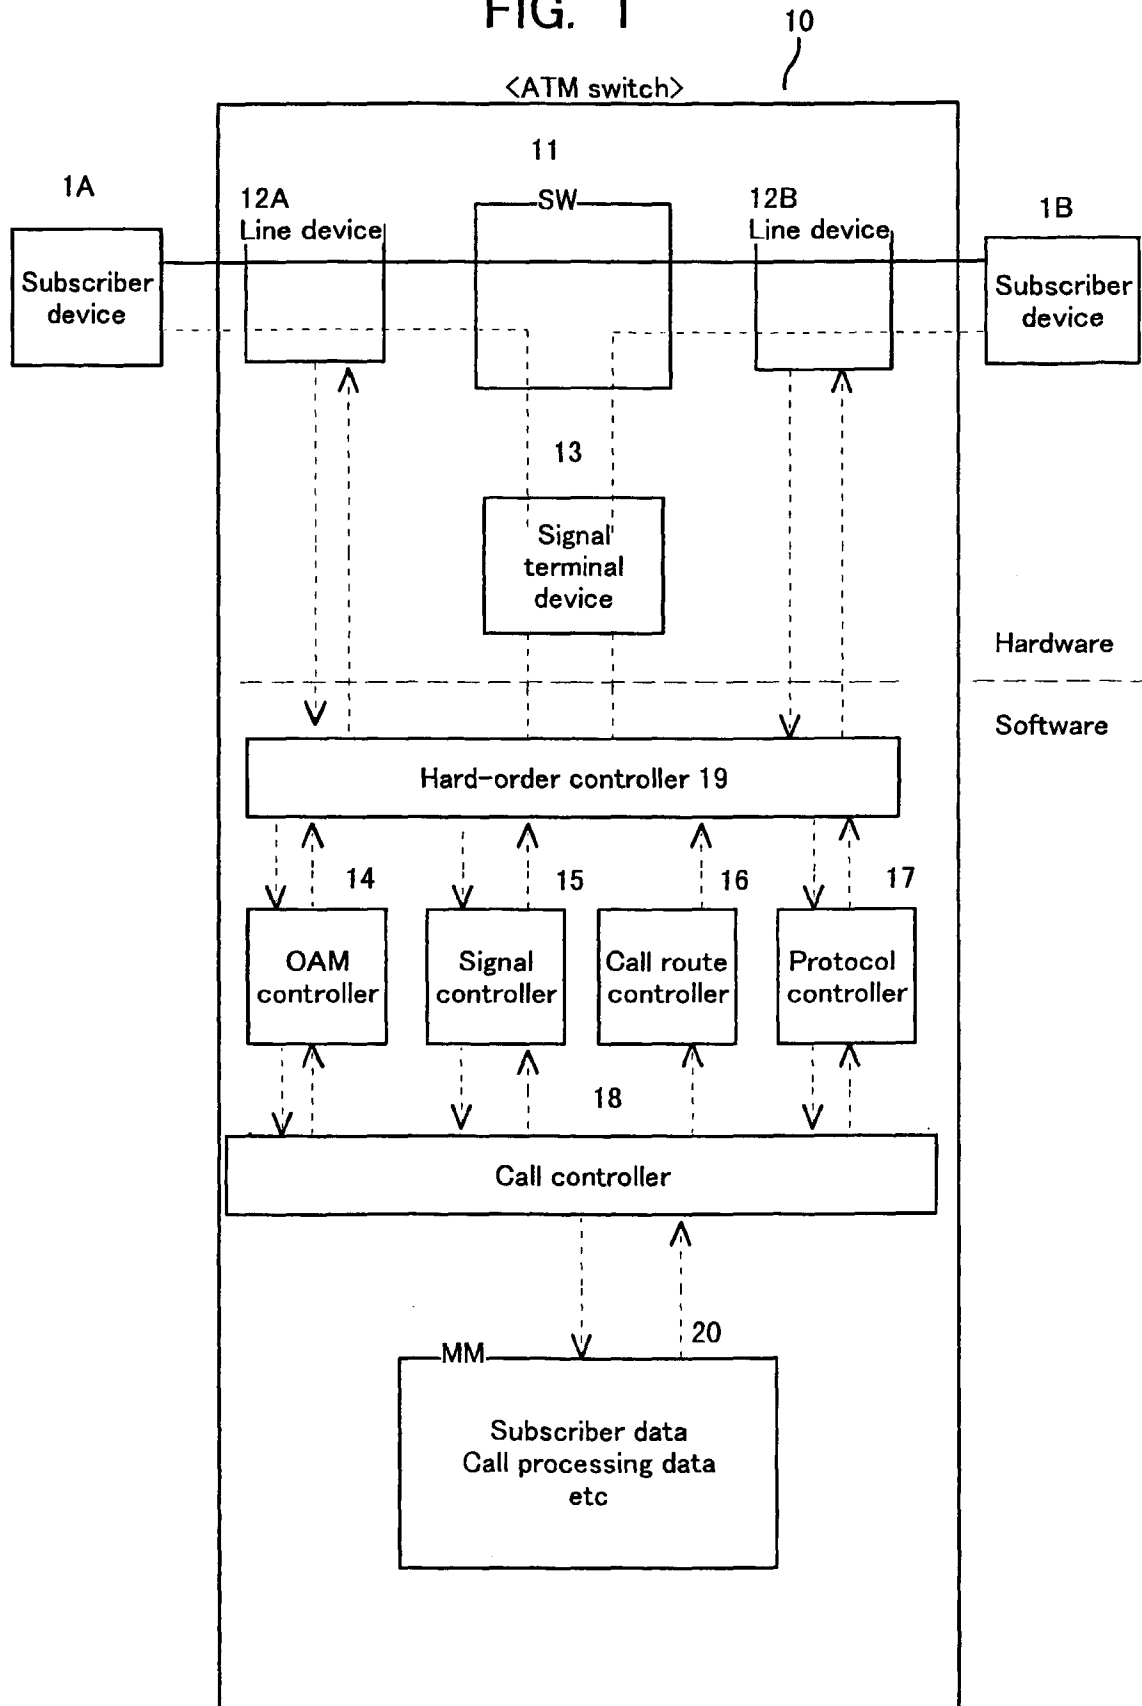 FIG. 1
10
<ATM switch>
11
1A
12A
SW
12B
1B
Line device
Line device
Subscriber
device
Subscriber
device
13
Signal
terminal
device
Hardware
Software
Hard-order controller 19
14
15
16
17
OAM
controller
Signal
controller
Call route
controller
Protocol
controller
18
Call controller
20
MM
Subscriber data
Call processing data
etc